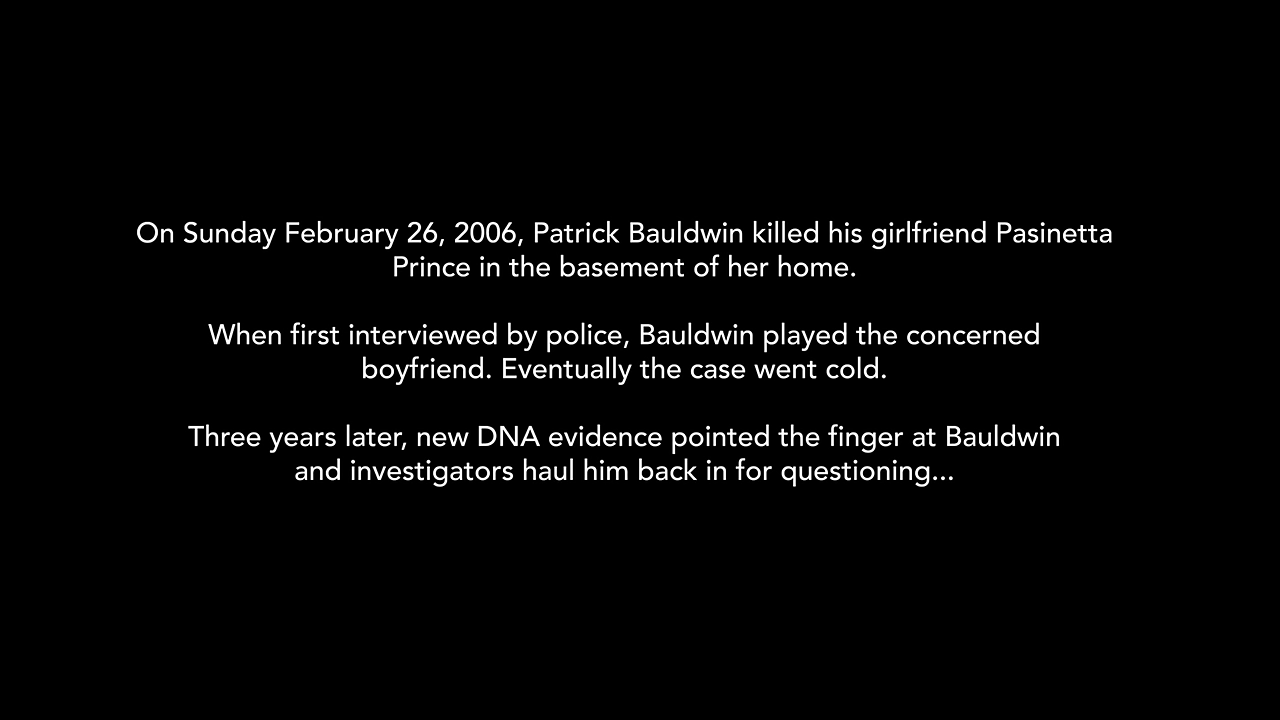 On Sunday February 26, 2006, Patrick Bauldwin killed his girlfriend Pasinetta
Prince in the basement of her home.
When first interviewed by police, Bauldwin played the concerned
boyfriend. Eventually the case went cold.
Three years later, new DNA evidence pointed the finger at Bauldwin
and investigators haul him back in for questioning...